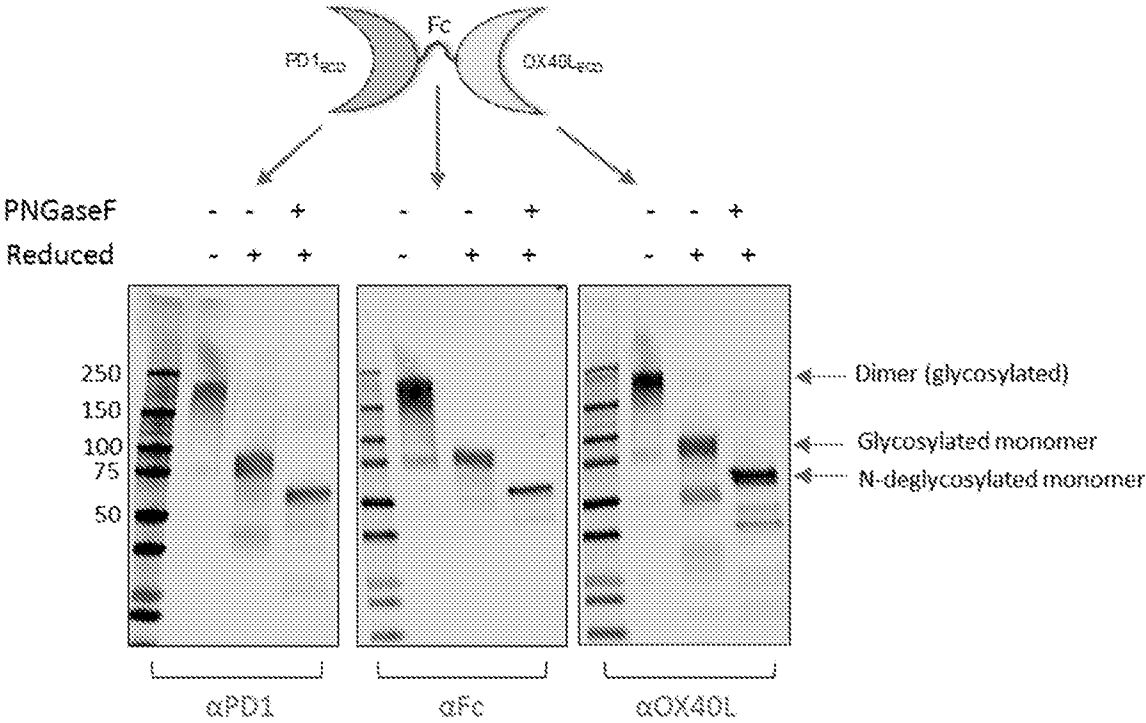 Fc
PD1ECD
OX40LECD
PNGaseF - - + - - + - - +
Reduced - + + - + + - + +
250
150
100
75
50
Dimer (glycosylated)
Glycosylated monomer
N-deglycosylated monomer
αPD1 αFc αOX40L